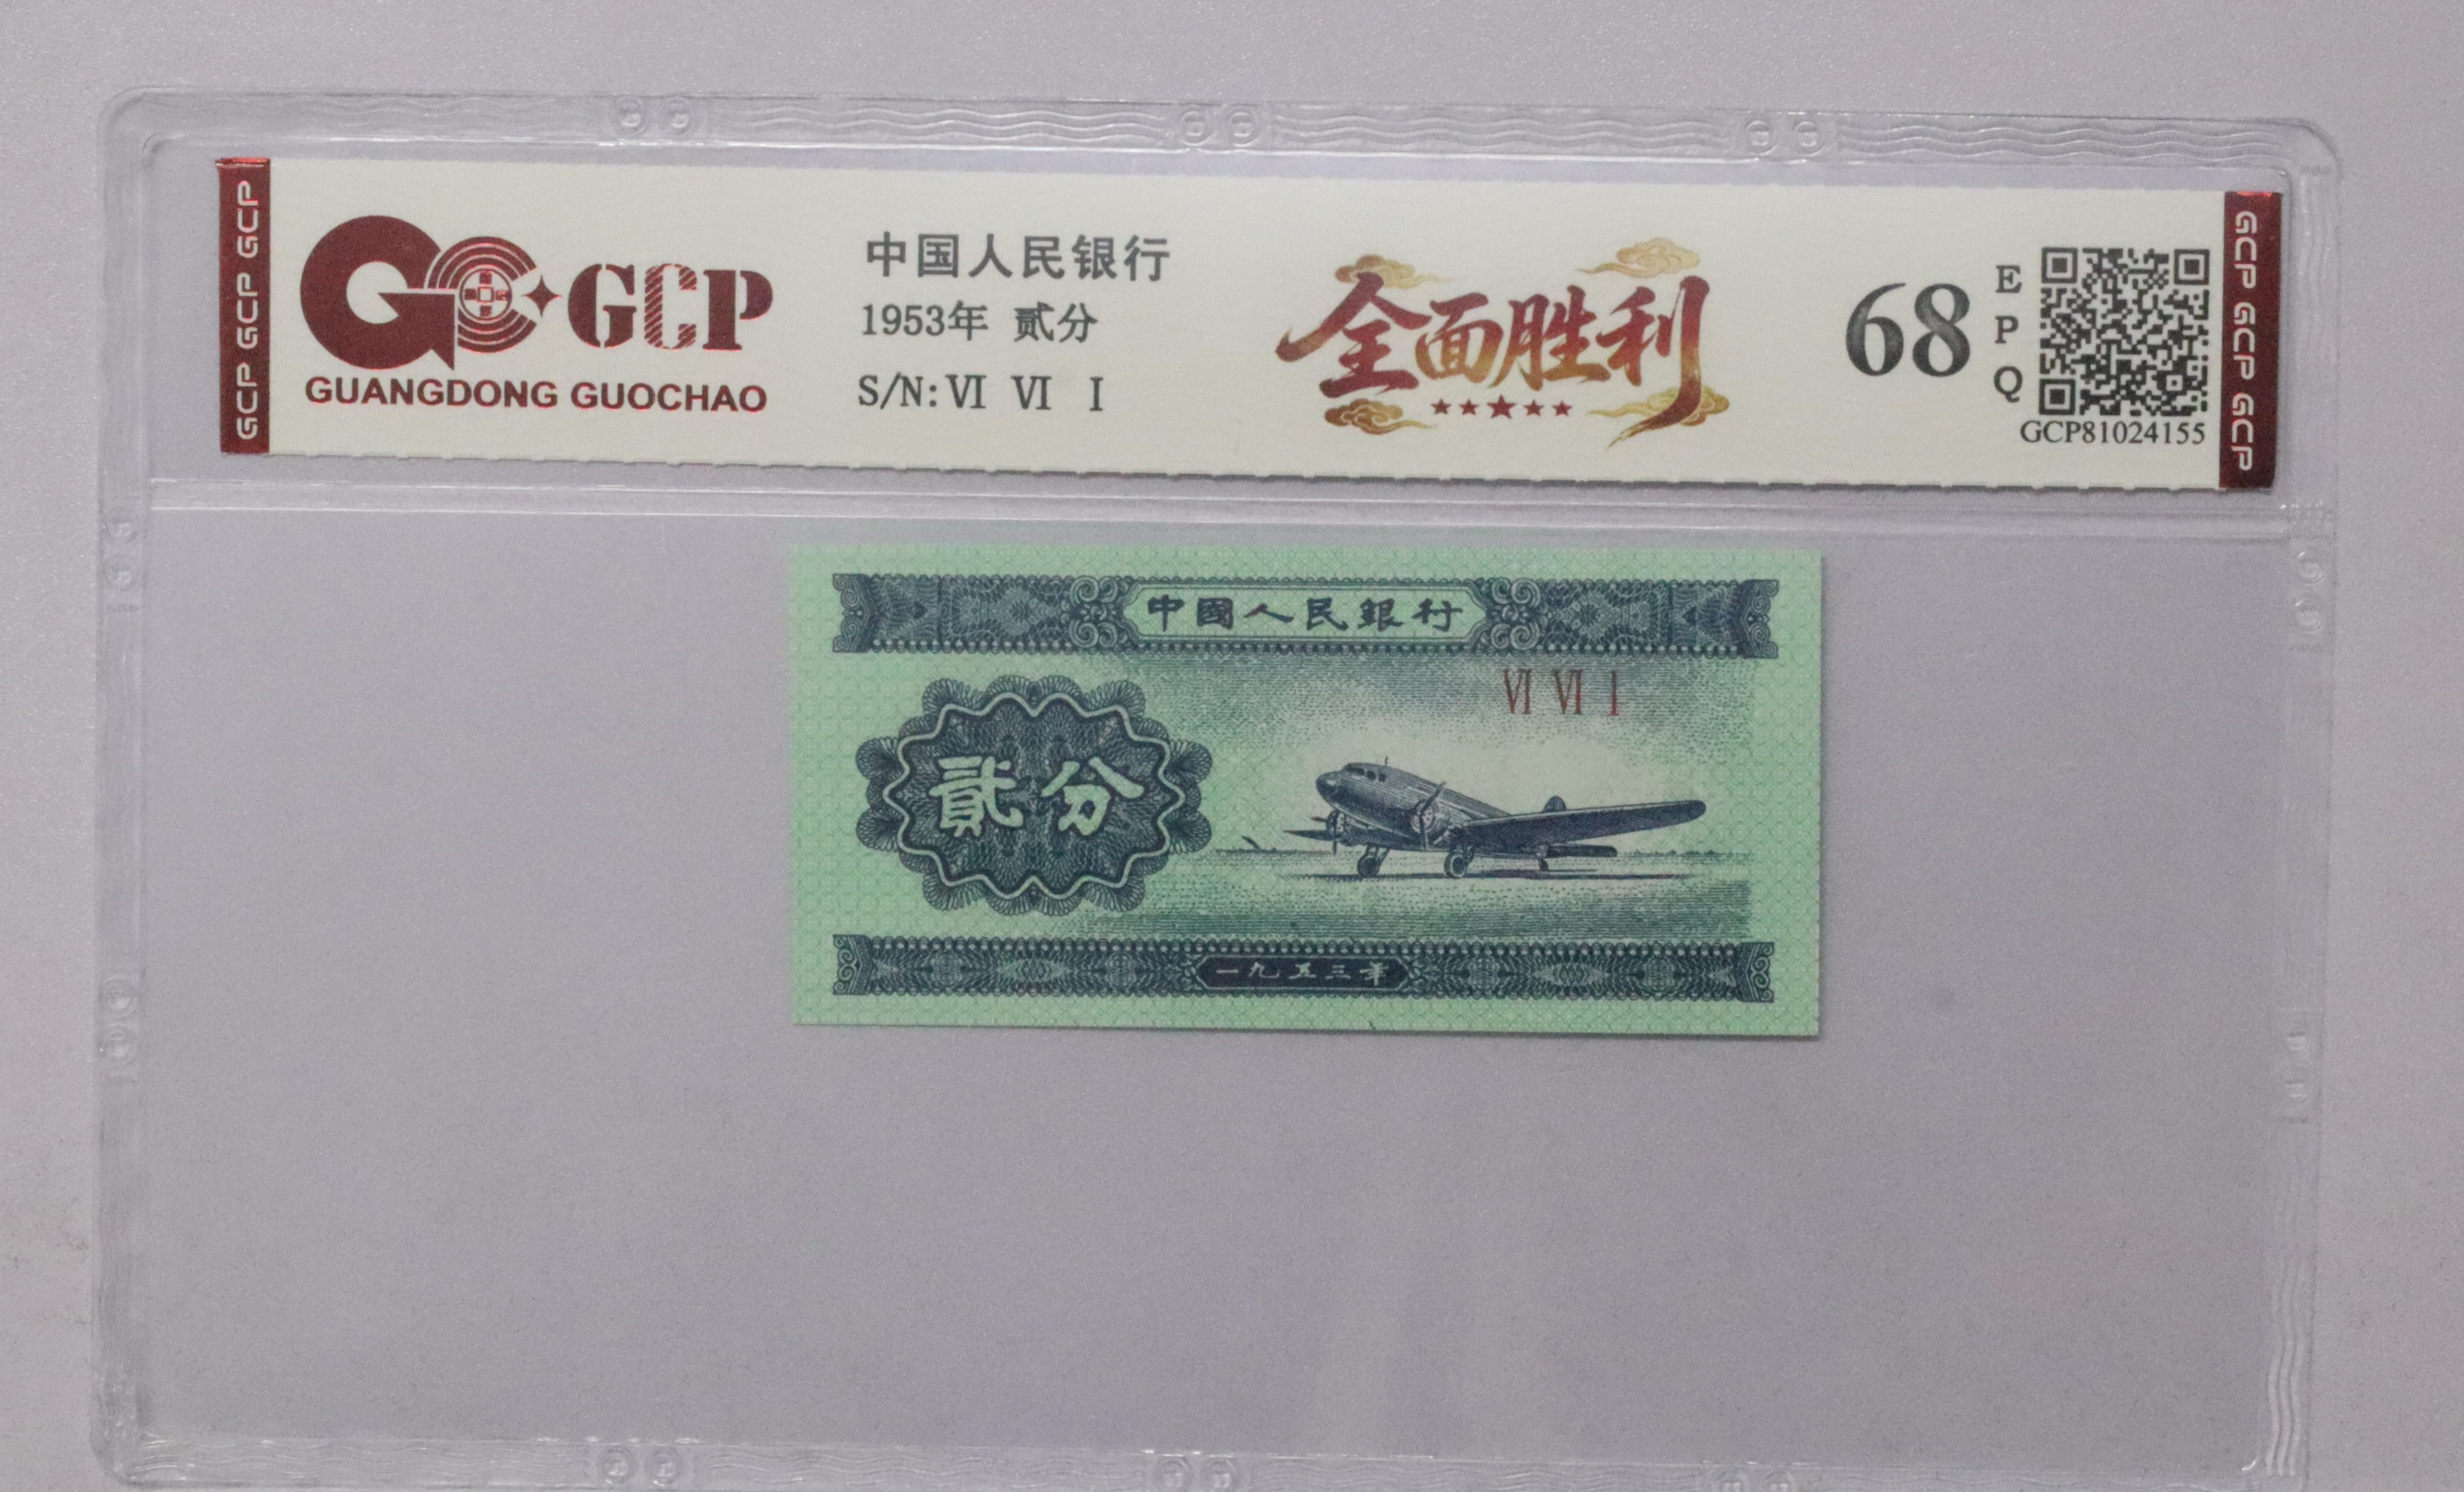 GCP GCP GCP
GCP
GUANGDONG GUOCHAO
中国人民银行
1953年 贰分
S/N: VI VI I
全面胜利
68
EPQ
GCP81024155
GCP GCP GCP GCP
中國人民銀行
VI VI I
貳分
一九五三年